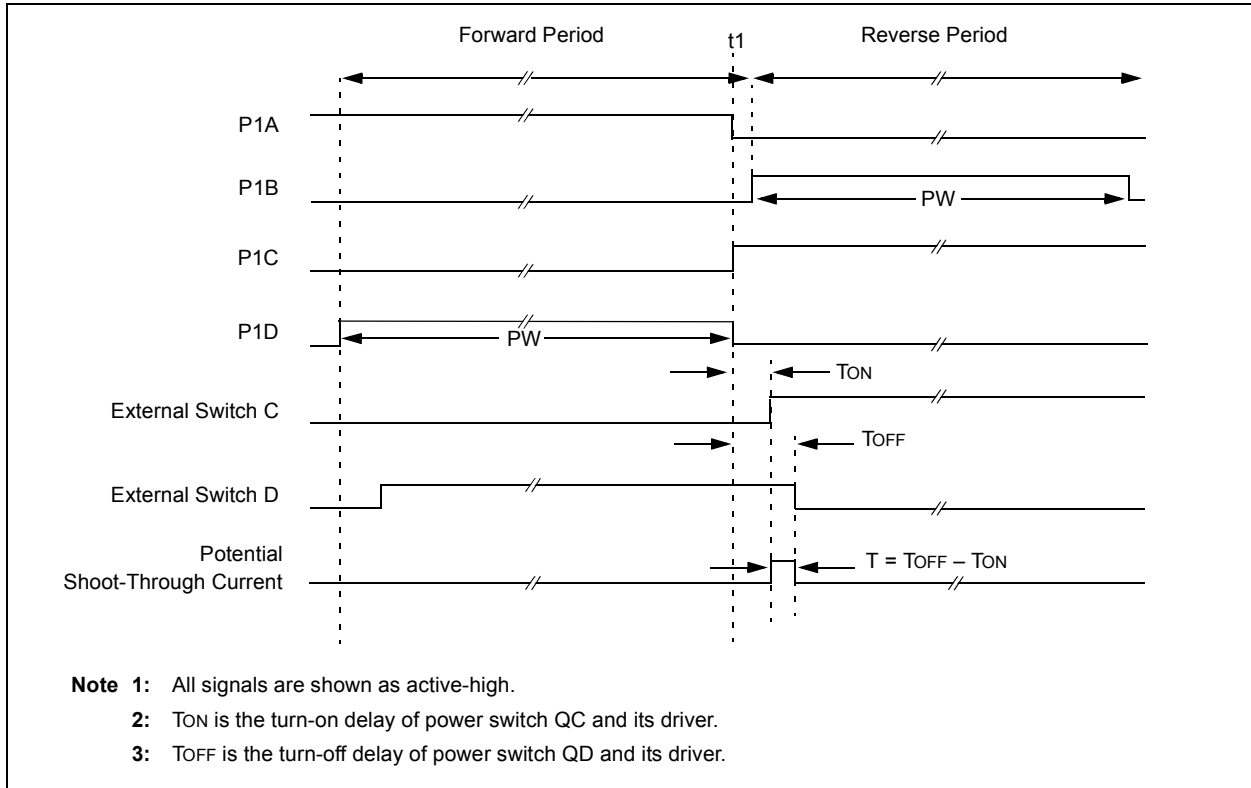 Forward Period
t1
Reverse Period
P1A
P1B
PW
P1C
P1D
PW
TON
External Switch C
TOFF
External Switch D
Potential
Shoot-Through Current
T = TOFF – TON
Note 1: All signals are shown as active-high.
2: TON is the turn-on delay of power switch QC and its driver.
3: TOFF is the turn-off delay of power switch QD and its driver.